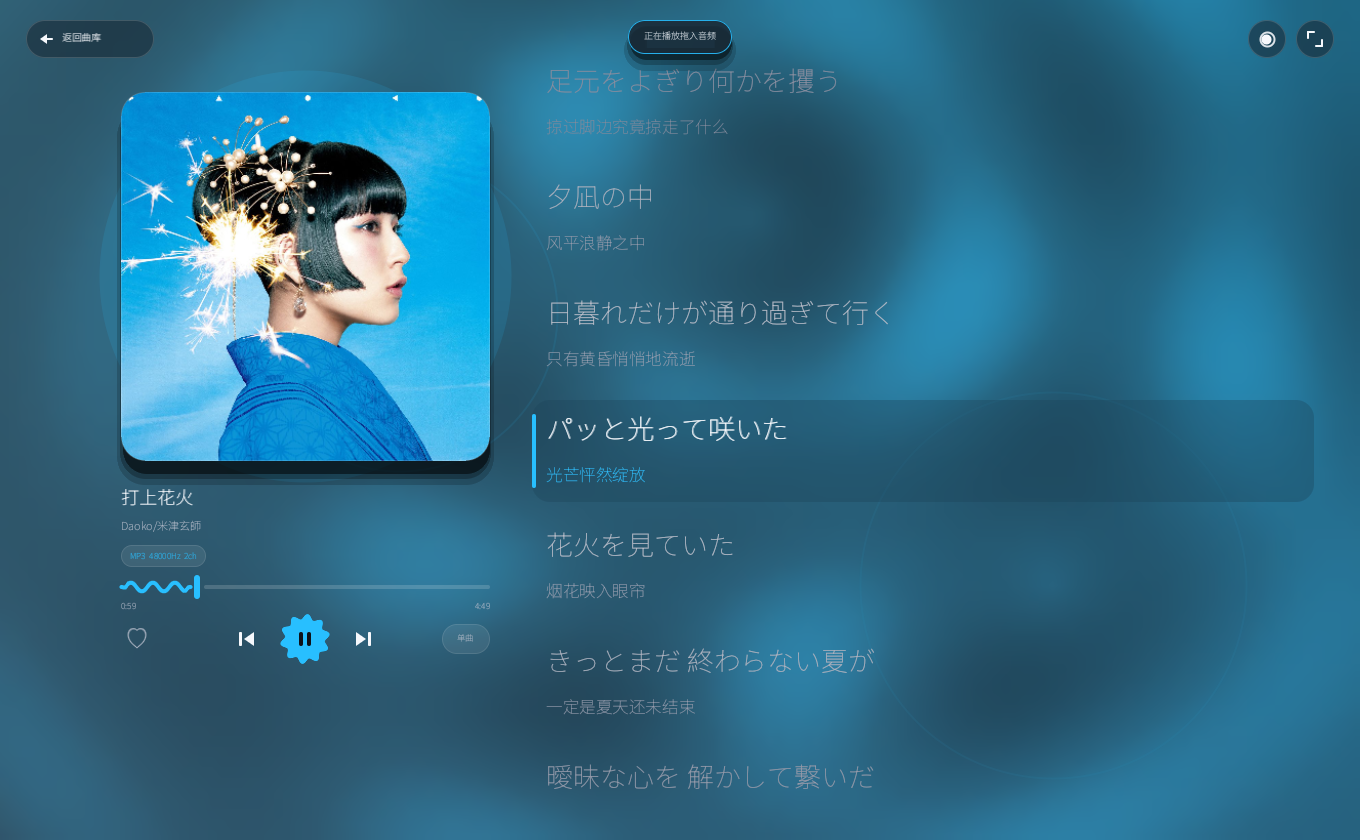 返回曲库
正在播放拖入音频
足元をよぎり何かを攫う
掠过脚边究竟掠走了什么
夕凪の中
风平浪静之中
日暮れだけが通り過ぎて行く
只有黄昏悄悄地流逝
パッと光って咲いた
光芒怦然绽放
花火を見ていた
烟花映入眼帘
きっとまだ 終わらない夏が
一定是夏天还未结束
曖昧な心を 解かして繋いだ
打上花火
Daoko/米津玄師
MP3 48000Hz 2ch
0:59
4:49
单曲